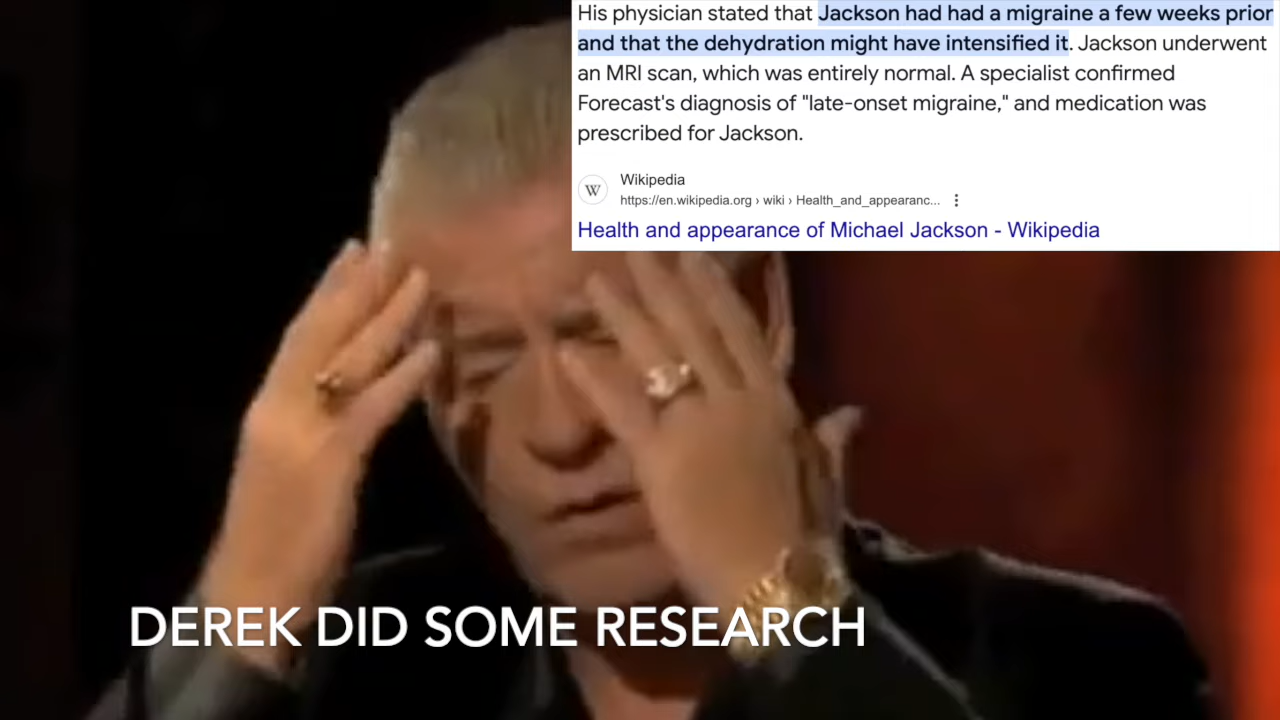 His physician stated that Jackson had had a migraine a few weeks prior
and that the dehydration might have intensified it. Jackson underwent
an MRI scan, which was entirely normal. A specialist confirmed
Forecast's diagnosis of "late-onset migraine," and medication was
prescribed for Jackson.
W
Wikipedia
https://en.wikipedia.org › wiki › Health_and_appearanc...
Health and appearance of Michael Jackson - Wikipedia
DEREK DID SOME RESEARCH